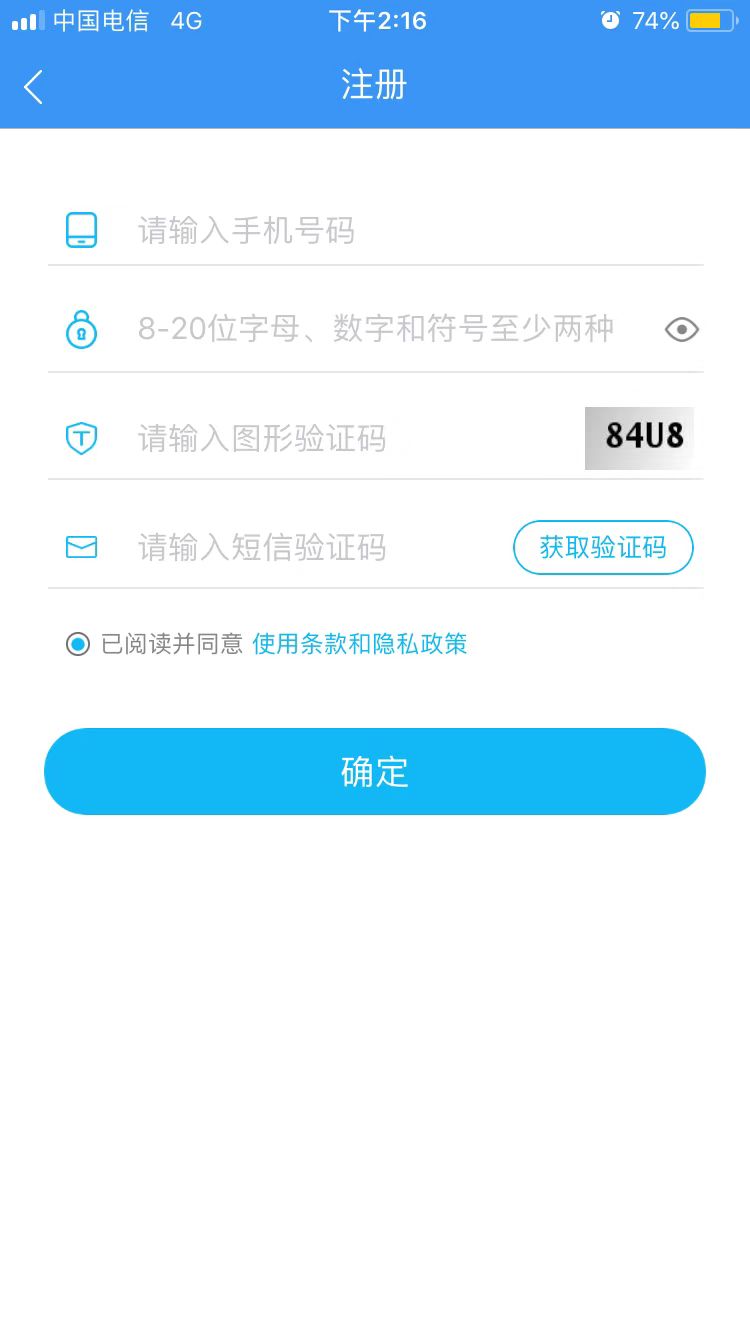 中国电信 4G 下午2:16 74%
注册
请输入手机号码
8-20位字母、数字和符号至少两种
请输入图形验证码 84U8
请输入短信验证码 获取验证码
已阅读并同意 使用条款和隐私政策
确定